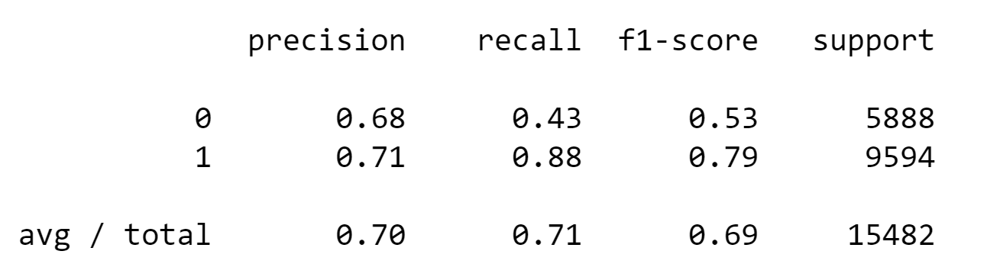 precision recall f1-score support
0 0.68 0.43 0.53 5888
1 0.71 0.88 0.79 9594
avg / total 0.70 0.71 0.69 15482